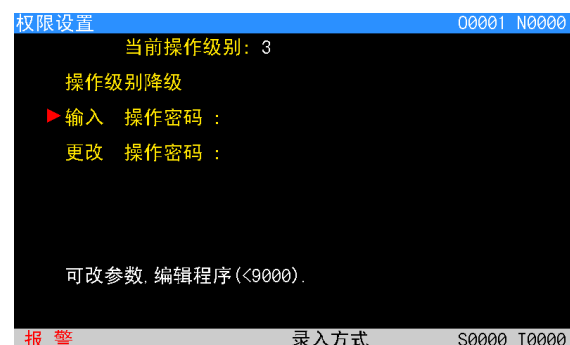 权限设置 O0001 N0000
当前操作级别: 3
操作级别降级
输入 操作密码 :
更改 操作密码 :
可改参数,编辑程序(<9000).
报 警 录入方式 S0000 T0000